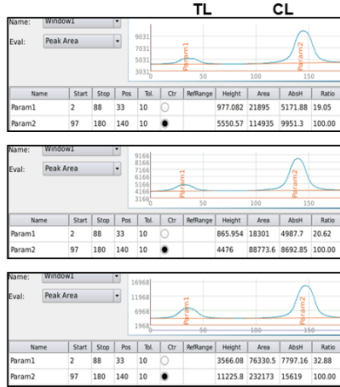 TL CL
Name: Window1
Eval: Peak Area
9031
7031
5031
3031
Param1
Param2
50 100 150
Name Start Stop Pos Tol. Ctr RefRange Height Area AbsH Ratio
Param1 2 88 33 10 977.082 21895 5171.88 19.05
Param2 97 180 140 10 5550.57 114935 9951.3 100.00
Name: Window1
Eval: Peak Area
9166
8166
7166
6166
5166
4166
3166
Param1
Param2
50 100 150
Name Start Stop Pos Tol. Ctr RefRange Height Area AbsH Ratio
Param1 2 88 33 10 865.954 18301 4987.7 20.62
Param2 97 180 140 10 4476 88773.6 8692.85 100.00
Name: Window1
Eval: Peak Area
16968
11968
6968
1968
Param1
Param2
50 100 150
Name Start Stop Pos Tol. Ctr RefRange Height Area AbsH Ratio
Param1 2 88 33 10 3566.08 76330.5 7797.16 32.88
Param2 97 180 140 10 11225.8 232173 15619 100.00